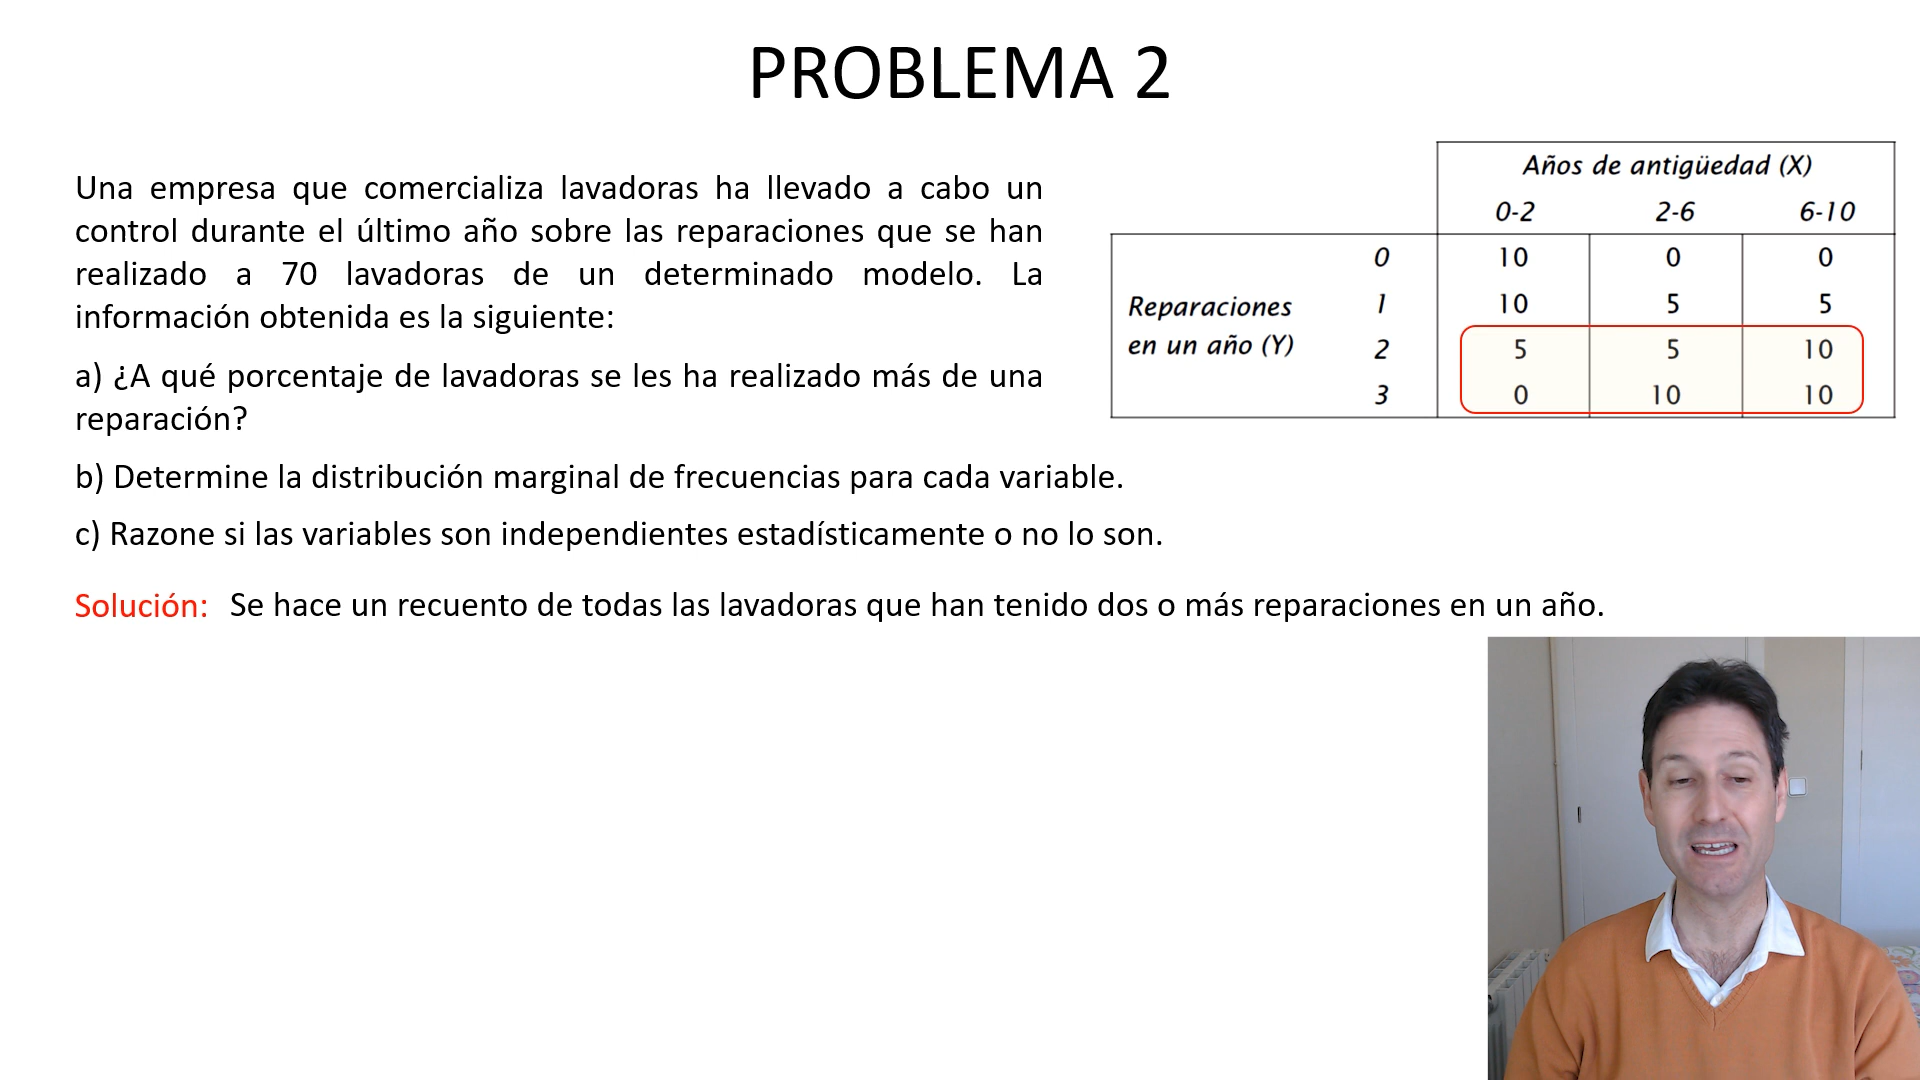 PROBLEMA 2
Una empresa que comercializa lavadoras ha llevado a cabo un
control durante el último año sobre las reparaciones que se han
realizado a 70 lavadoras de un determinado modelo. La
información obtenida es la siguiente:
a) ¿A qué porcentaje de lavadoras se les ha realizado más de una
reparación?
Años de antigüedad (X)
0-2 2-6 6-10
0 10 0 0
Reparaciones
en un año (Y)
1 10 5 5
2 5 5 10
3 0 10 10
b) Determine la distribución marginal de frecuencias para cada variable.
c) Razone si las variables son independientes estadísticamente o no lo son.
Solución: Se hace un recuento de todas las lavadoras que han tenido dos o más reparaciones en un año.